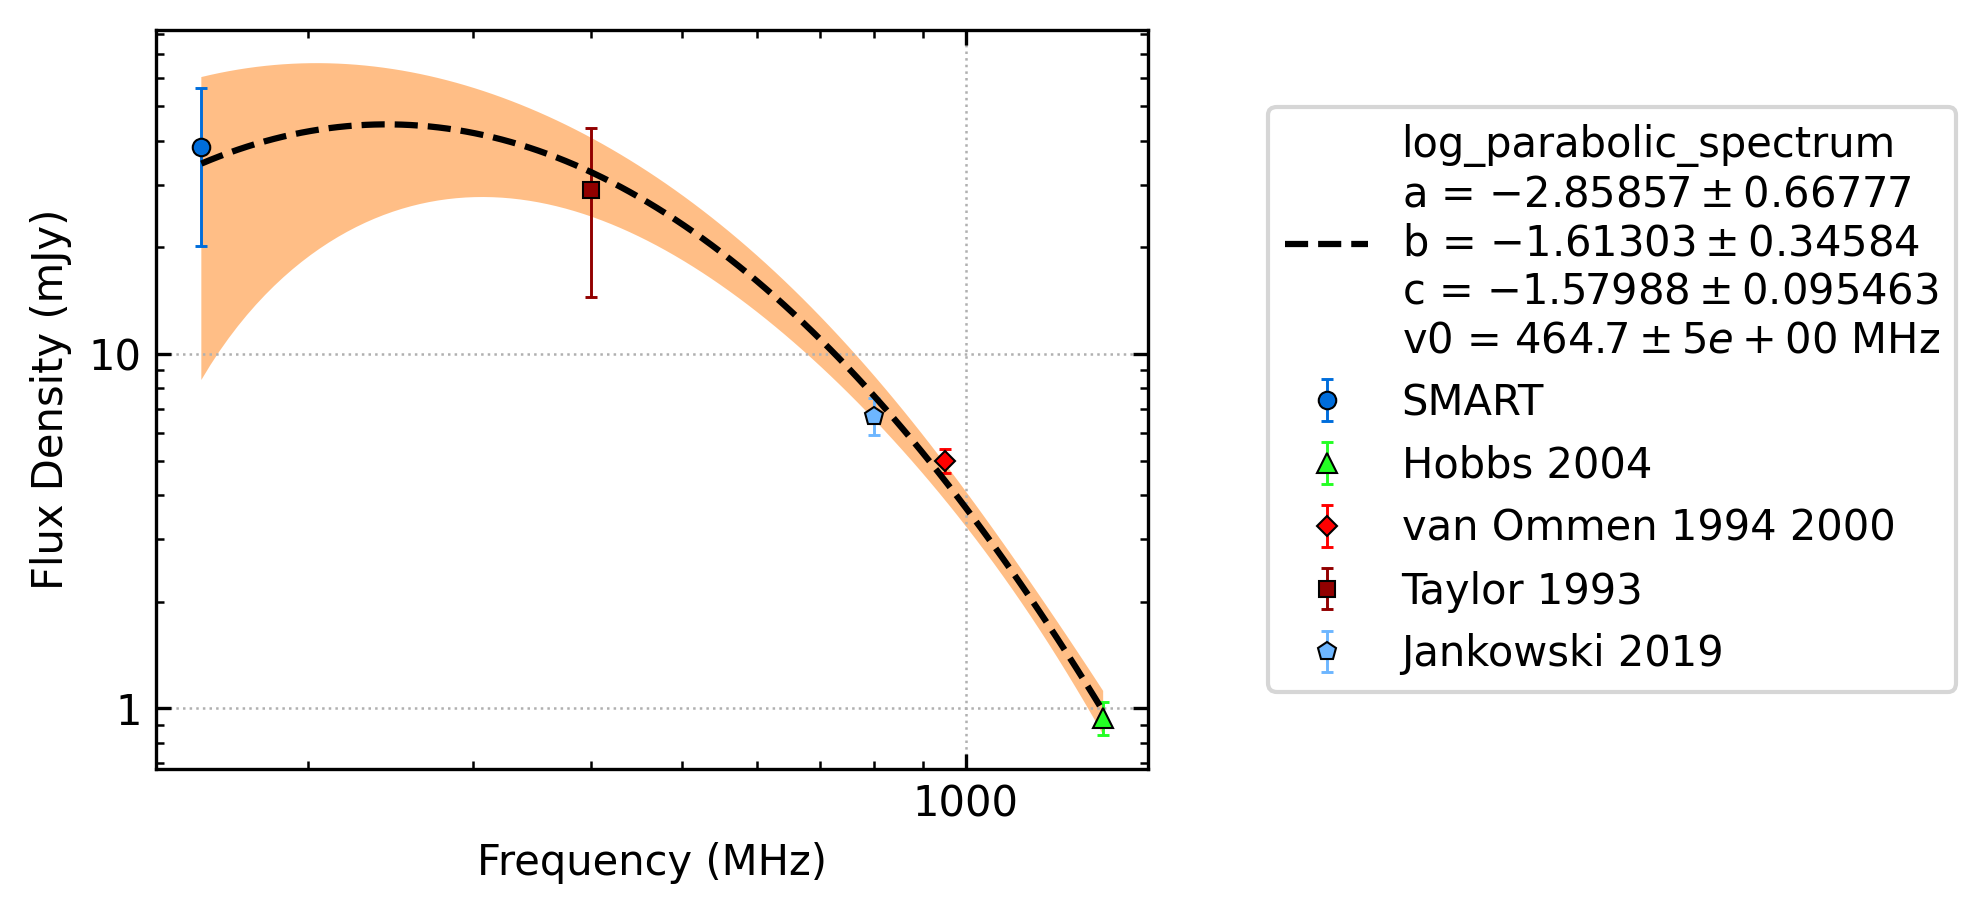 Flux Density (mJy)
10
1
1000
Frequency (MHz)
log_parabolic_spectrum
a = −2.85857 ± 0.66777
b = −1.61303 ± 0.34584
c = −1.57988 ± 0.095463
v0 = 464.7 ± 5e + 00 MHz
SMART
Hobbs 2004
van Ommen 1994 2000
Taylor 1993
Jankowski 2019